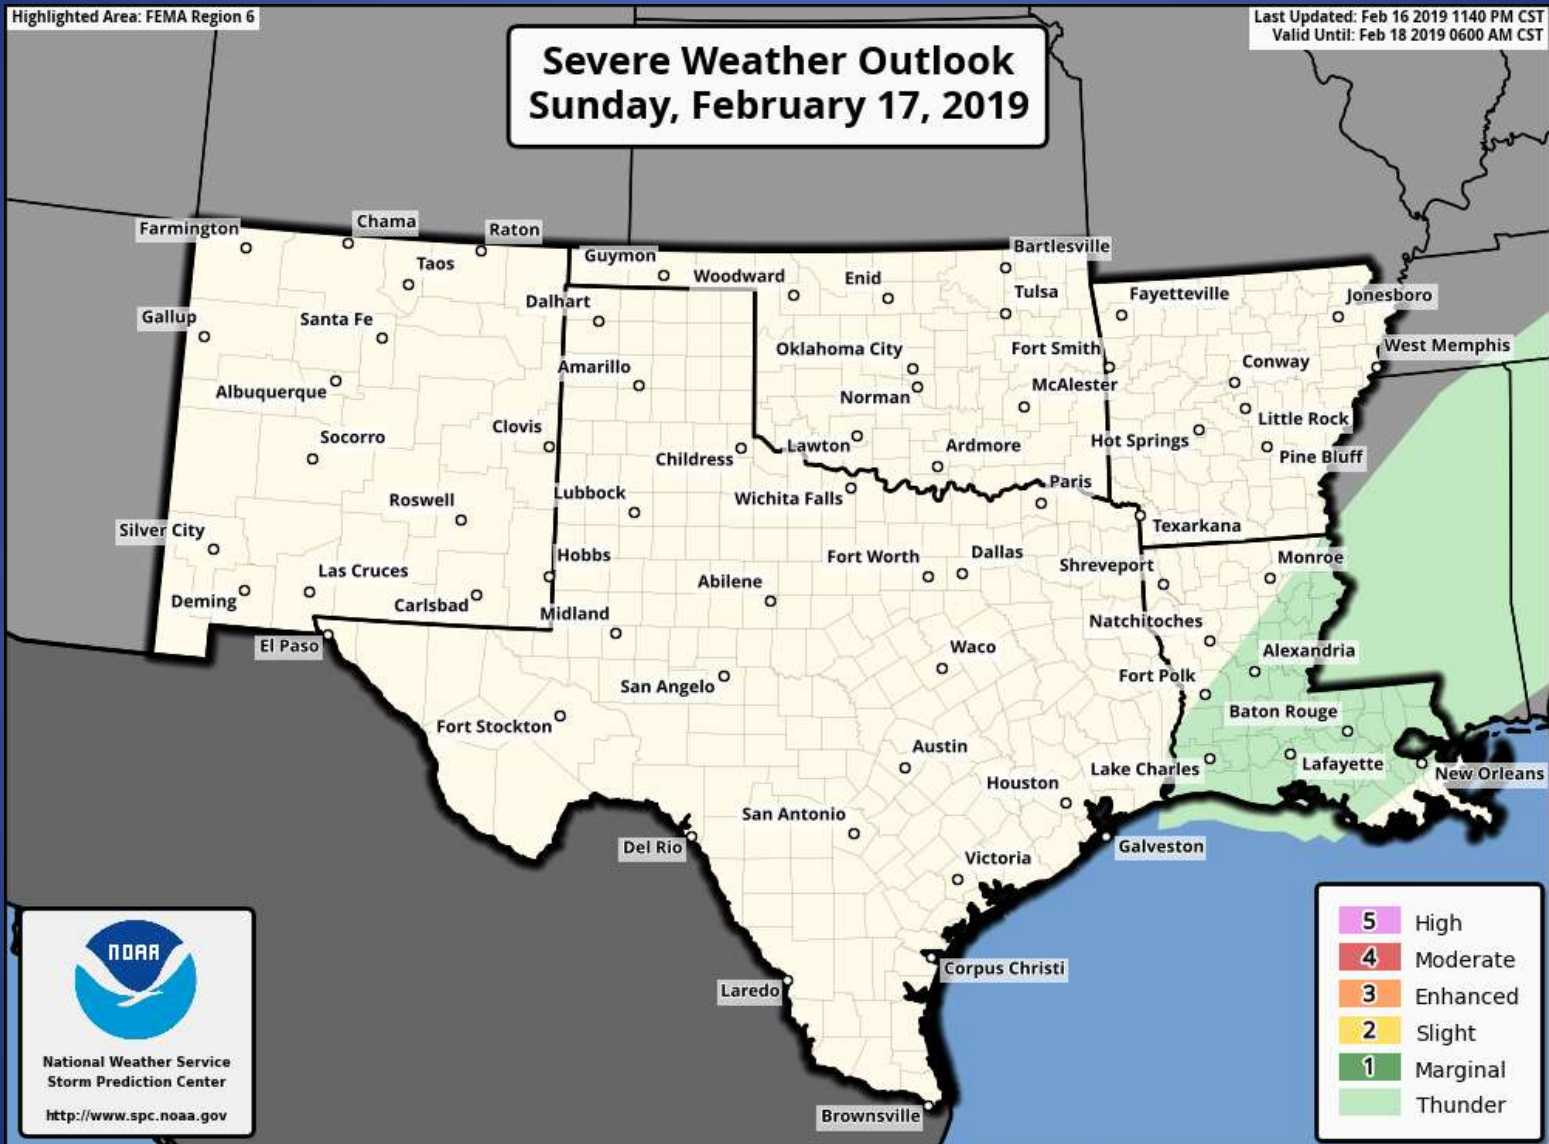 Highlighted Area: FEMA Region 6
Last Updated: Feb 16 2019 1140 PM CST
Valid Until: Feb 18 2019 0600 AM CST
Severe Weather Outlook
Sunday, February 17, 2019
Farmington
Chama
Raton
Taos
Guymon
Woodward
Enid
Bartlesville
Tulsa
Fayetteville
Jonesboro
Gallup
Santa Fe
Dalhart
Oklahoma City
Fort Smith
West Memphis
Albuquerque
Amarillo
Norman
McAlester
Conway
Little Rock
Socorro
Clovis
Childress
Lawton
Ardmore
Hot Springs
Pine Bluff
Roswell
Lubbock
Wichita Falls
Paris
Texarkana
Silver City
Las Cruces
Hobbs
Abilene
Fort Worth
Dallas
Shreveport
Monroe
Deming
Carlsbad
Midland
Natchitoches
El Paso
Waco
Alexandria
San Angelo
Fort Polk
Fort Stockton
Baton Rouge
Austin
Houston
Lake Charles
Lafayette
New Orleans
San Antonio
Del Rio
Galveston
Victoria
Corpus Christi
Laredo
Brownsville
NOAA
National Weather Service
Storm Prediction Center
http://www.spc.noaa.gov
5 High
4 Moderate
3 Enhanced
2 Slight
1 Marginal
Thunder